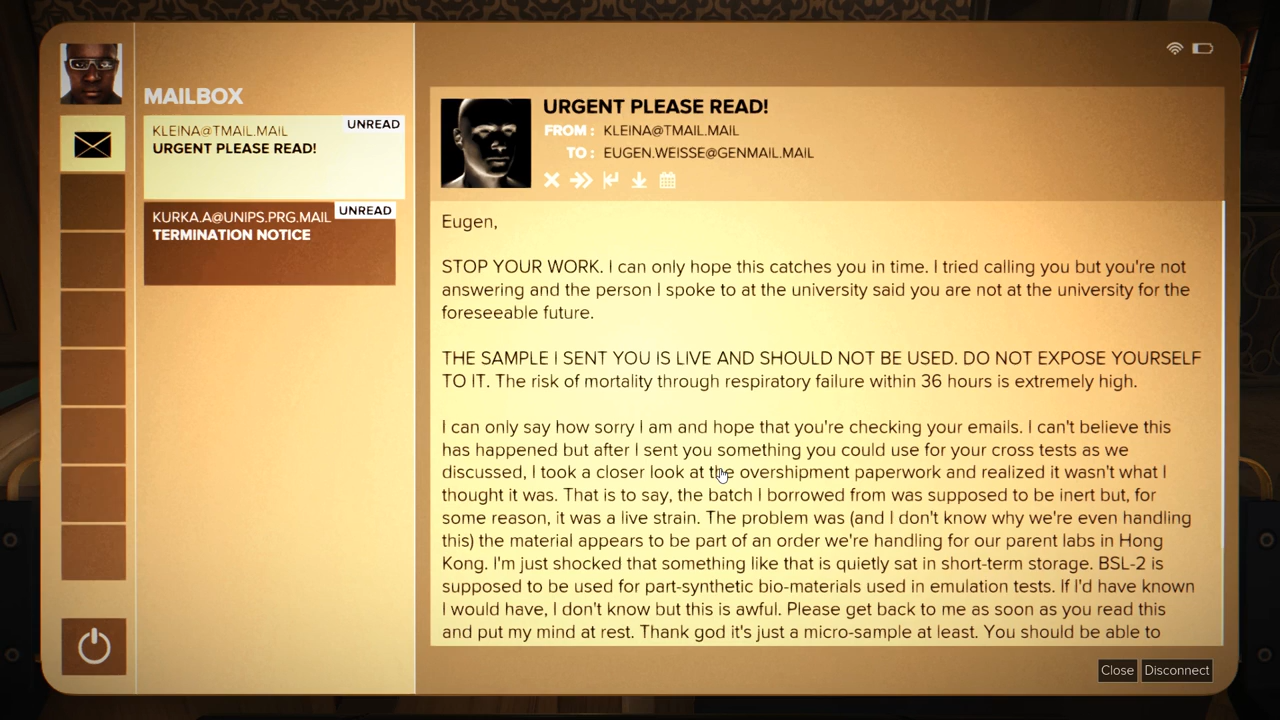 MAILBOX
KLEINA@TMAIL.MAIL
UNREAD
URGENT PLEASE READ!
KURKA.A@UNIPS.PRG.MAIL
UNREAD
TERMINATION NOTICE
URGENT PLEASE READ!
FROM : KLEINA@TMAIL.MAIL
TO : EUGEN.WEISSE@GENMAIL.MAIL
Eugen,
STOP YOUR WORK. I can only hope this catches you in time. I tried calling you but you're not
answering and the person I spoke to at the university said you are not at the university for the
foreseeable future.
THE SAMPLE I SENT YOU IS LIVE AND SHOULD NOT BE USED. DO NOT EXPOSE YOURSELF
TO IT. The risk of mortality through respiratory failure within 36 hours is extremely high.
I can only say how sorry I am and hope that you're checking your emails. I can't believe this
has happened but after I sent you something you could use for your cross tests as we
discussed, I took a closer look at the overshipment paperwork and realized it wasn't what I
thought it was. That is to say, the batch I borrowed from was supposed to be inert but, for
some reason, it was a live strain. The problem was (and I don't know why we're even handling
this) the material appears to be part of an order we're handling for our parent labs in Hong
Kong. I'm just shocked that something like that is quietly sat in short-term storage. BSL-2 is
supposed to be used for part-synthetic bio-materials used in emulation tests. If I'd have known
I would have, I don't know but this is awful. Please get back to me as soon as you read this
and put my mind at rest. Thank god it's just a micro-sample at least. You should be able to
Close
Disconnect